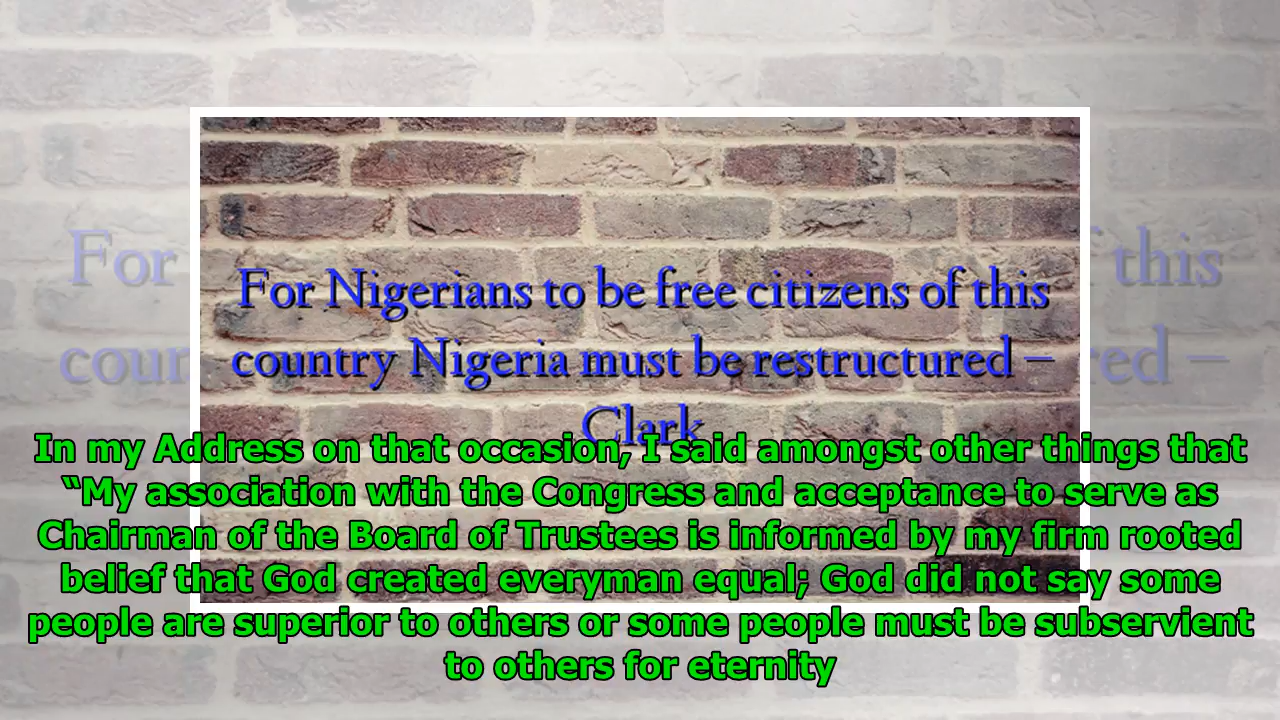 For Nigerians to be free citizens of this
country Nigeria must be restructured –
Clark
In my Address on that occasion, I said amongst other things that
“My association with the Congress and acceptance to serve as
Chairman of the Board of Trustees is informed by my firm rooted
belief that God created everyman equal; God did not say some
people are superior to others or some people must be subservient
to others for eternity